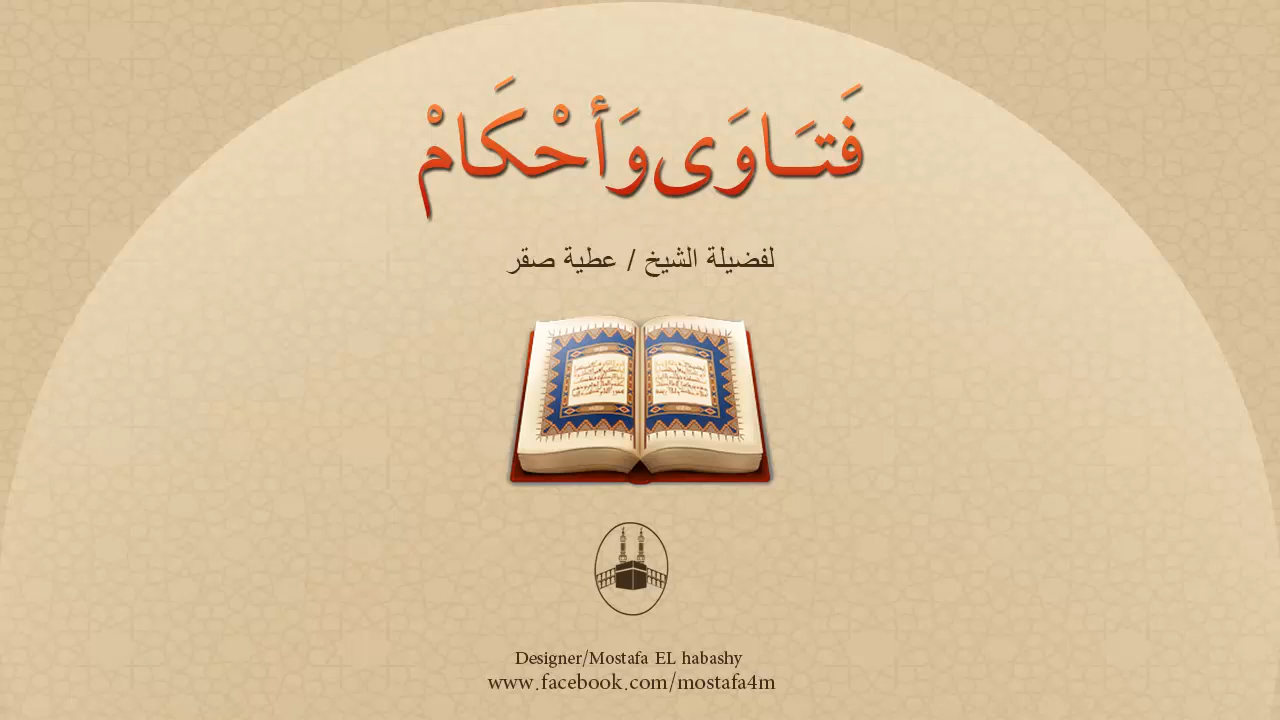 فَتَـاوَى وَأَحْكَامْ
لفضيلة الشيخ / عطية صقر
Designer/Mostafa EL habashy
www.facebook.com/mostafa4m